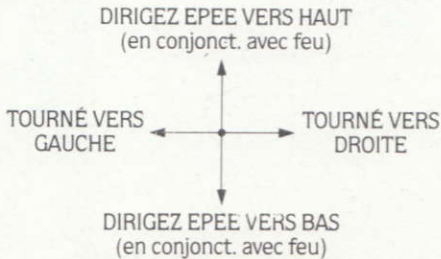 DIRIGEZ EPEE VERS HAUT
(en conjonct. avec feu)
TOURNÉ VERS
GAUCHE
TOURNÉ VERS
DROITE
DIRIGEZ EPEE VERS BAS
(en conjonct. avec feu)